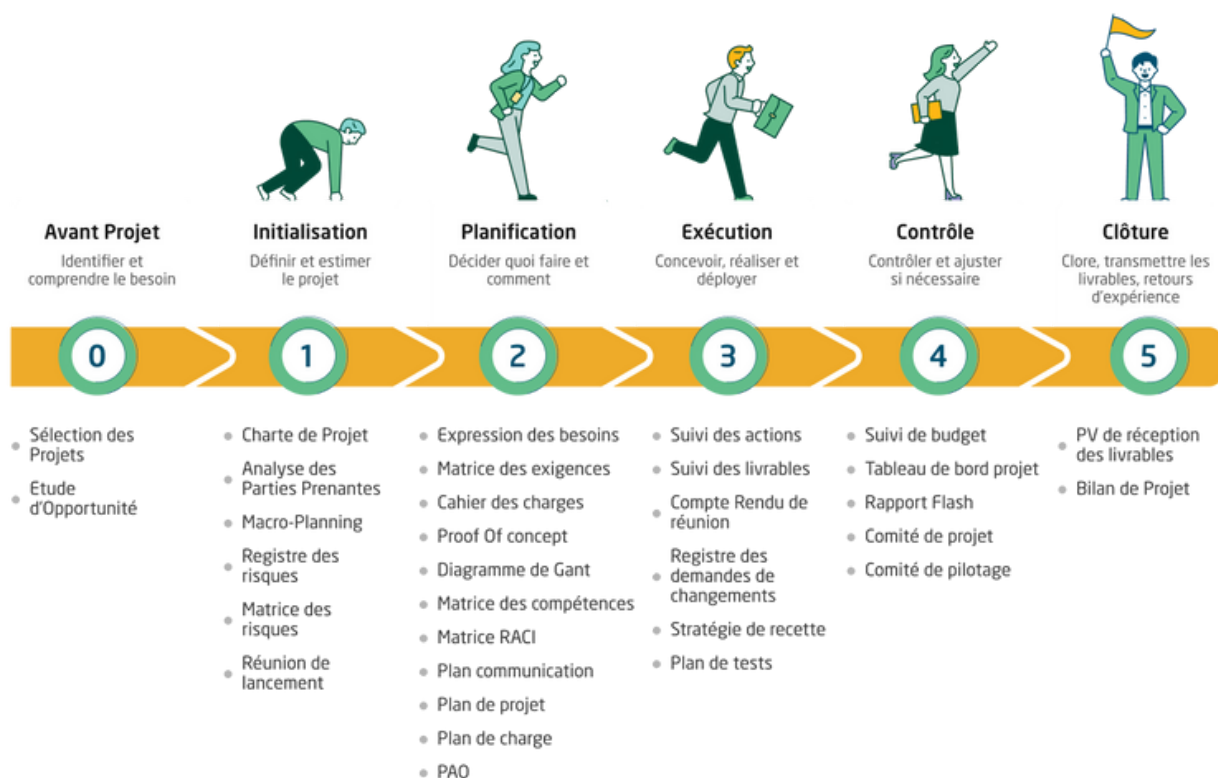 Avant Projet
Identifier et
comprendre le besoin
Initialisation
Définir et estimer
le projet
Planification
Décider quoi faire et
comment
Exécution
Concevoir, réaliser et
déployer
Contrôle
Contrôler et ajuster
si nécessaire
Clôture
Clore, transmettre les
livrables, retours
d'expérience
0
1
2
3
4
5
Sélection des
Projets
Etude
d'Opportunité
Charte de Projet
Analyse des
Parties Prenantes
Macro-Planning
Registre des
risques
Matrice des
risques
Réunion de
lancement
Expression des besoins
Matrice des exigences
Cahier des charges
Proof Of concept
Diagramme de Gant
Matrice des compétences
Matrice RACI
Plan communication
Plan de projet
Plan de charge
PAQ
Suivi des actions
Suivi des livrables
Compte Rendu de
réunion
Registre des
demandes de
changements
Stratégie de recette
Plan de tests
Suivi de budget
Tableau de bord projet
Rapport Flash
Comité de projet
Comité de pilotage
PV de réception
des livrables
Bilan de Projet